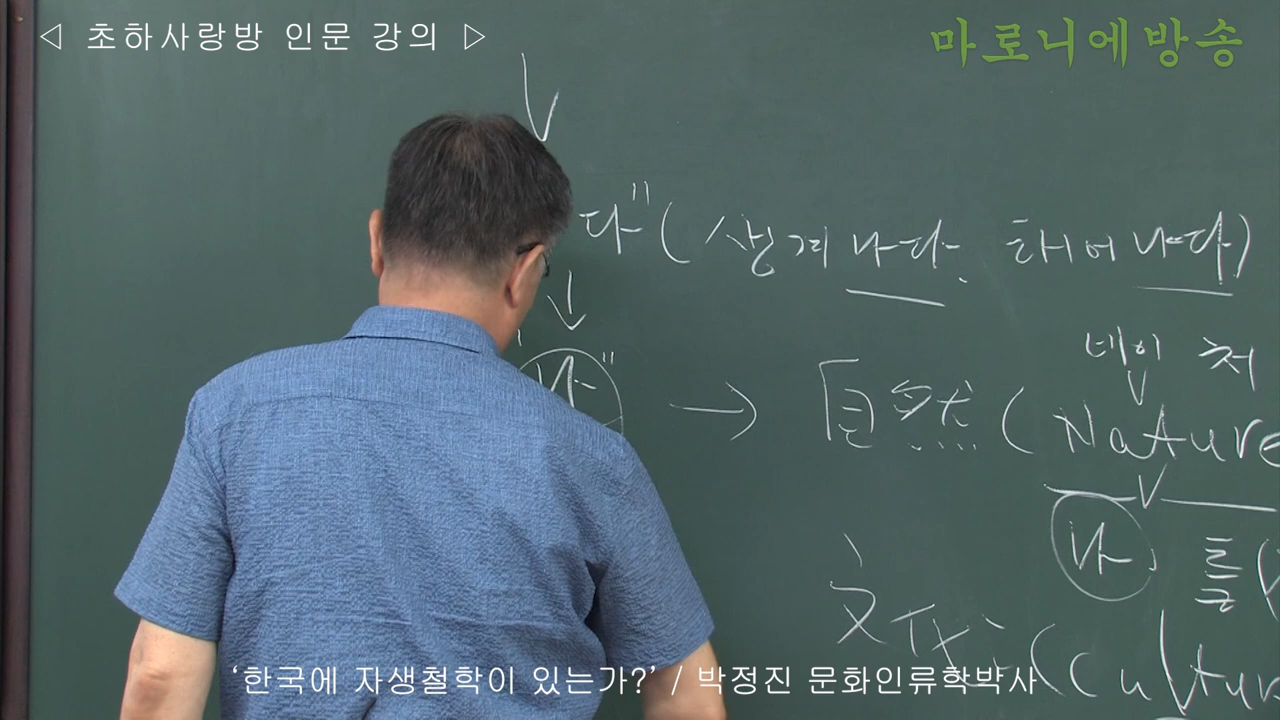 ◁ 초하사랑방 인문 강의 ▷
마로니에방송
다" (생겨나다. 태어나다)
네이처
"나" → 自然 (Nature
나
文
(Cultur
'한국에 자생철학이 있는가?' / 박정진 문화인류학박사